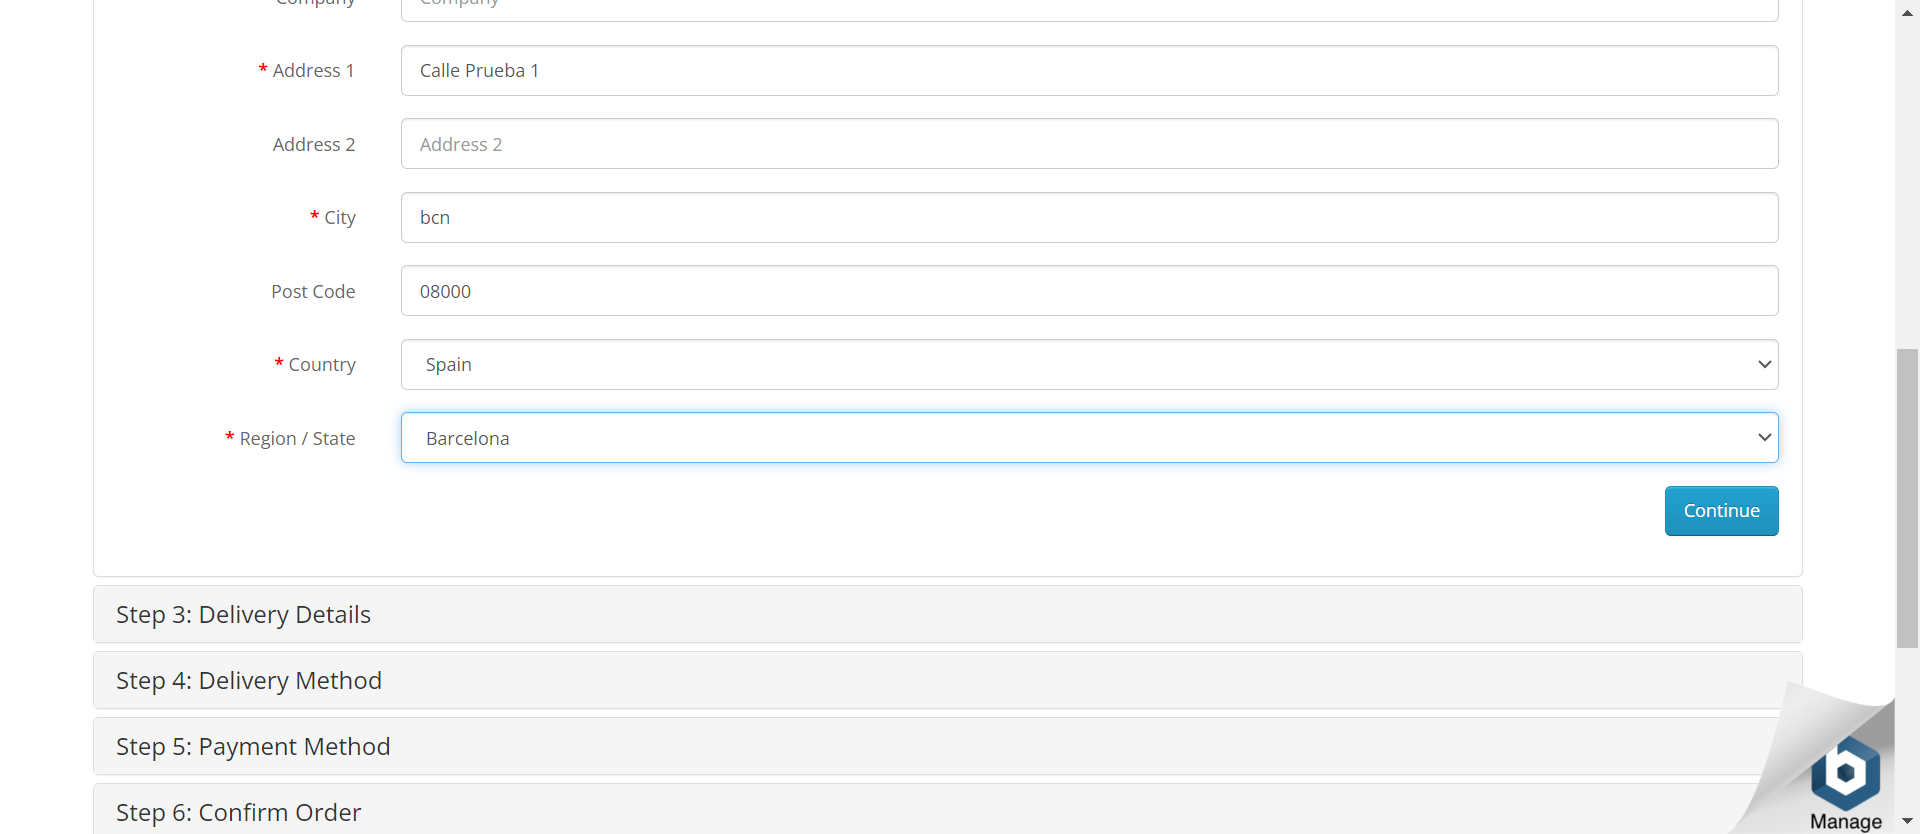 Company Company
* Address 1 Calle Prueba 1
Address 2 Address 2
* City bcn
Post Code 08000
* Country Spain
* Region / State Barcelona
Continue
Step 3: Delivery Details
Step 4: Delivery Method
Step 5: Payment Method
Step 6: Confirm Order
b
Manage